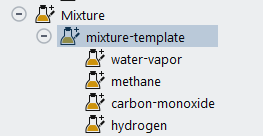 Mixture
mixture-template
water-vapor
methane
carbon-monoxide
hydrogen